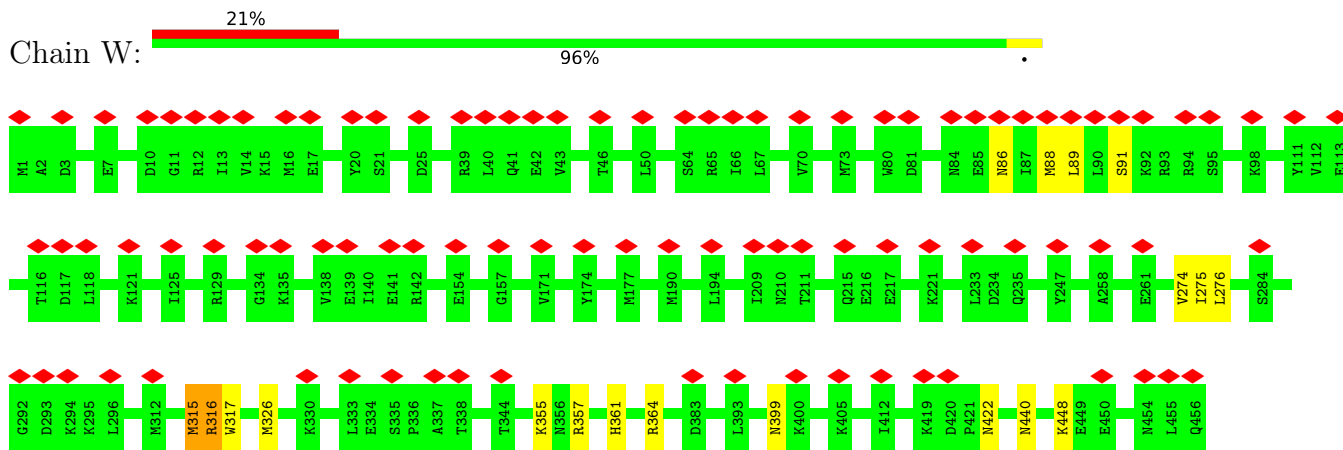 21%
Chain W:
96%
.
M1 A2 D3 E7 D10 G11 R12 I13 V14 K15 M16 E17 Y20 S21 D25 R39 L40 Q41 E42 V43 T46 L50 S64 R65 I66 L67 V70 M73 W80 D81 N84 E85 N86 I87 M88 L89 L90 S91 K92 R93 R94 S95 K98 Y111 V112 E113
T116 D117 L118 K121 I125 R129 G134 K135 V138 E139 I140 E141 R142 E154 G157 V171 Y174 M177 M190 L194 I209 N210 T211 Q215 E216 E217 K221 L233 D234 Q235 Y247 A258 E261 V274 I275 L276 S284
G292 D293 K294 K295 L296 M312 M315 R316 W317 M326 K330 L333 E334 S335 P336 A337 T338 T344 K355 N356 R357 H361 R364 D383 L393 N399 K400 K405 I412 K419 D420 P421 N422 N440 K448 E449 E450 N454 L455 Q456